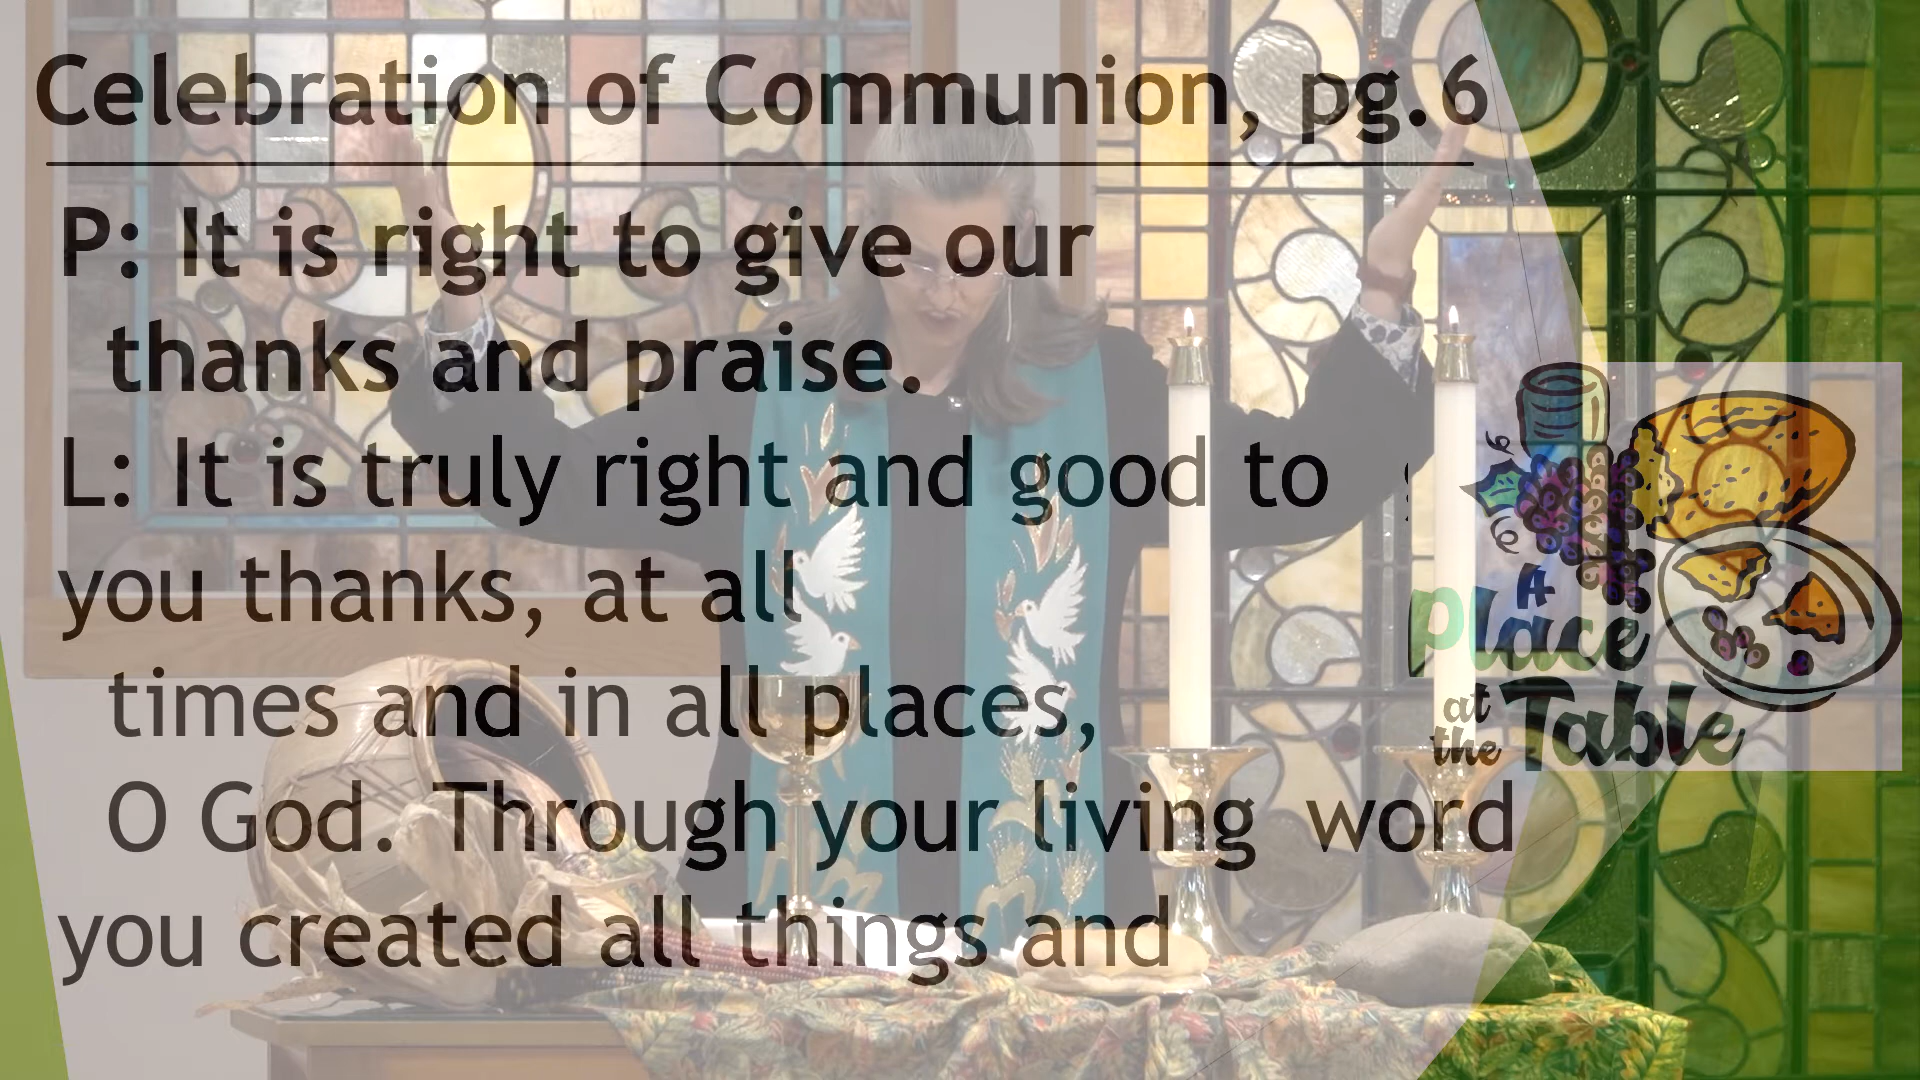 Celebration of Communion, pg.6
P: It is right to give our
thanks and praise.
L: It is truly right and good to
you thanks, at all
times and in all places,
O God. Through your living word
you created all things and
A
place
at
the Table